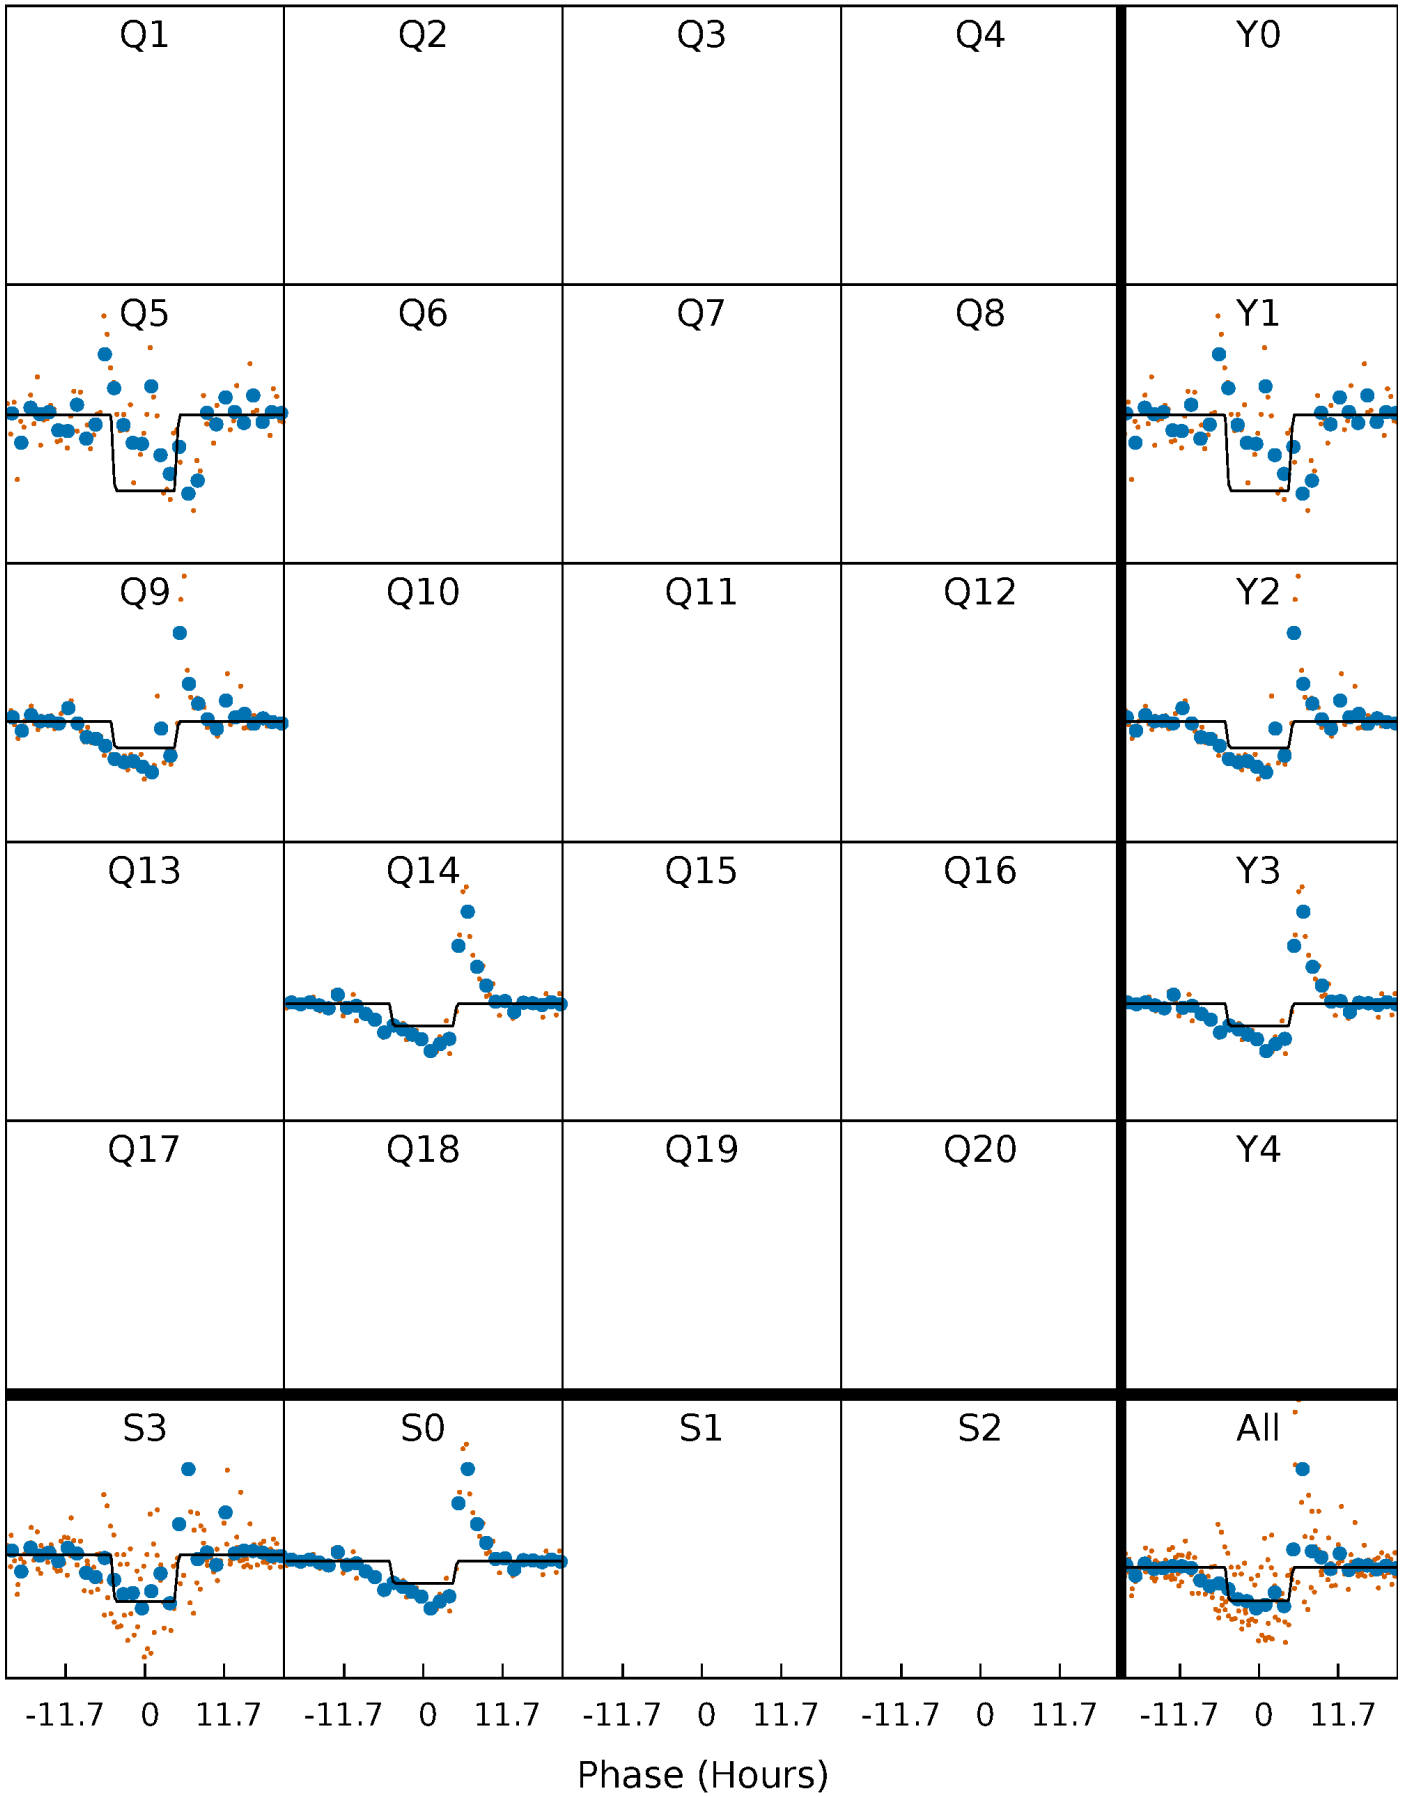 Q1 Q2 Q3 Q4 Y0
Q5 Q6 Q7 Q8 Y1
Q9 Q10 Q11 Q12 Y2
Q13 Q14 Q15 Q16 Y3
Q17 Q18 Q19 Q20 Y4
S3 S0 S1 S2 All
-11.7 0 11.7 -11.7 0 11.7 -11.7 0 11.7 -11.7 0 11.7 -11.7 0 11.7
Phase (Hours)